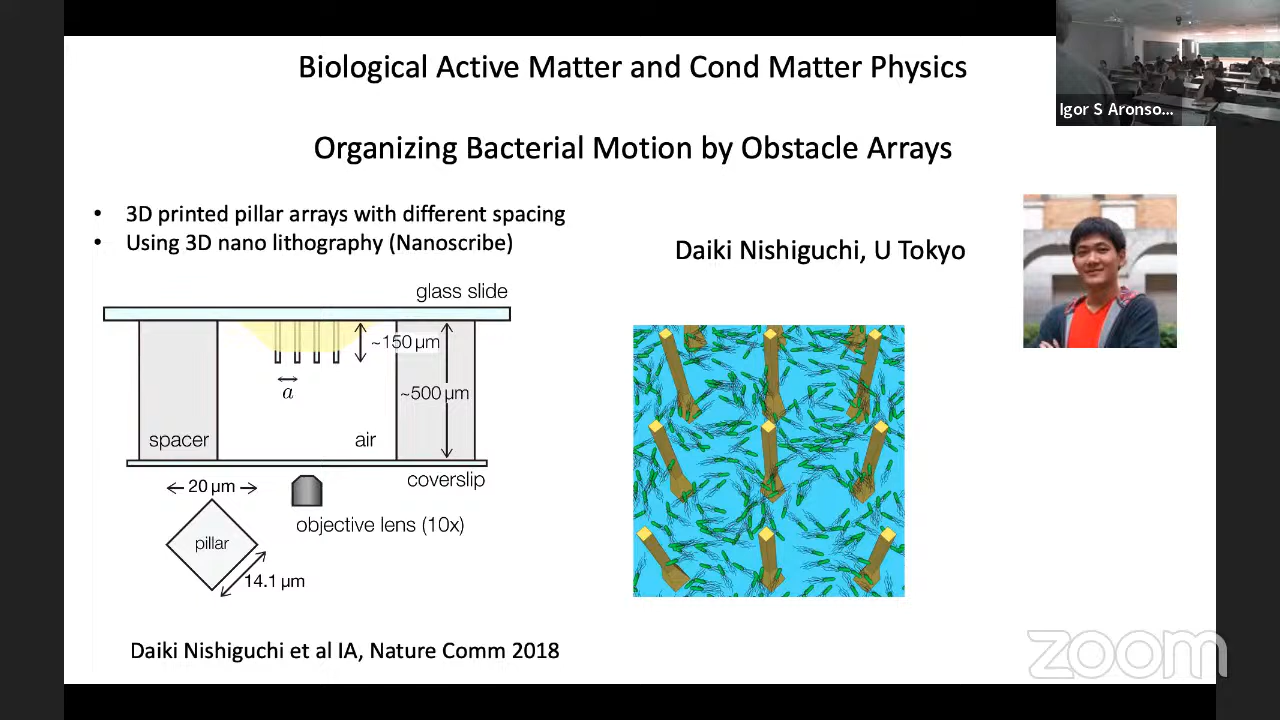 Biological Active Matter and Cond Matter Physics
Igor S Aronso...
Organizing Bacterial Motion by Obstacle Arrays
• 3D printed pillar arrays with different spacing
• Using 3D nano lithography (Nanoscribe)
Daiki Nishiguchi, U Tokyo
glass slide
~150 µm
a
~500 µm
spacer
air
coverslip
20 µm
objective lens (10x)
pillar
14.1 µm
Daiki Nishiguchi et al IA, Nature Comm 2018
zoom